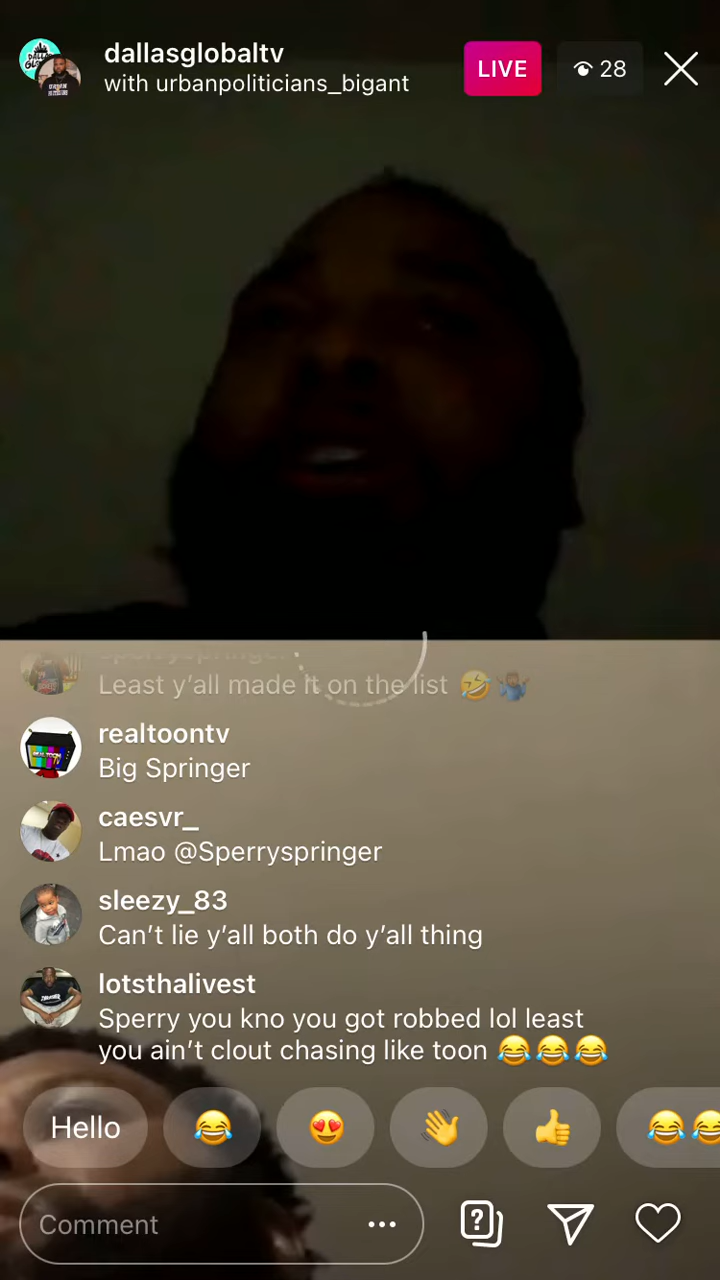 dallasglobaltv
with urbanpoliticians_bigant
LIVE
28
sperryspringer
Least y’all made it on the list 🤣🤷🏾‍♂️
realtoontv
Big Springer
caesvr_
Lmao @Sperryspringer
sleezy_83
Can’t lie y’all both do y’all thing
lotsthalivest
Sperry you kno you got robbed lol least
you ain’t clout chasing like toon 😂😂😂
Hello 😂 😍 👋 👍 😂😂
Comment